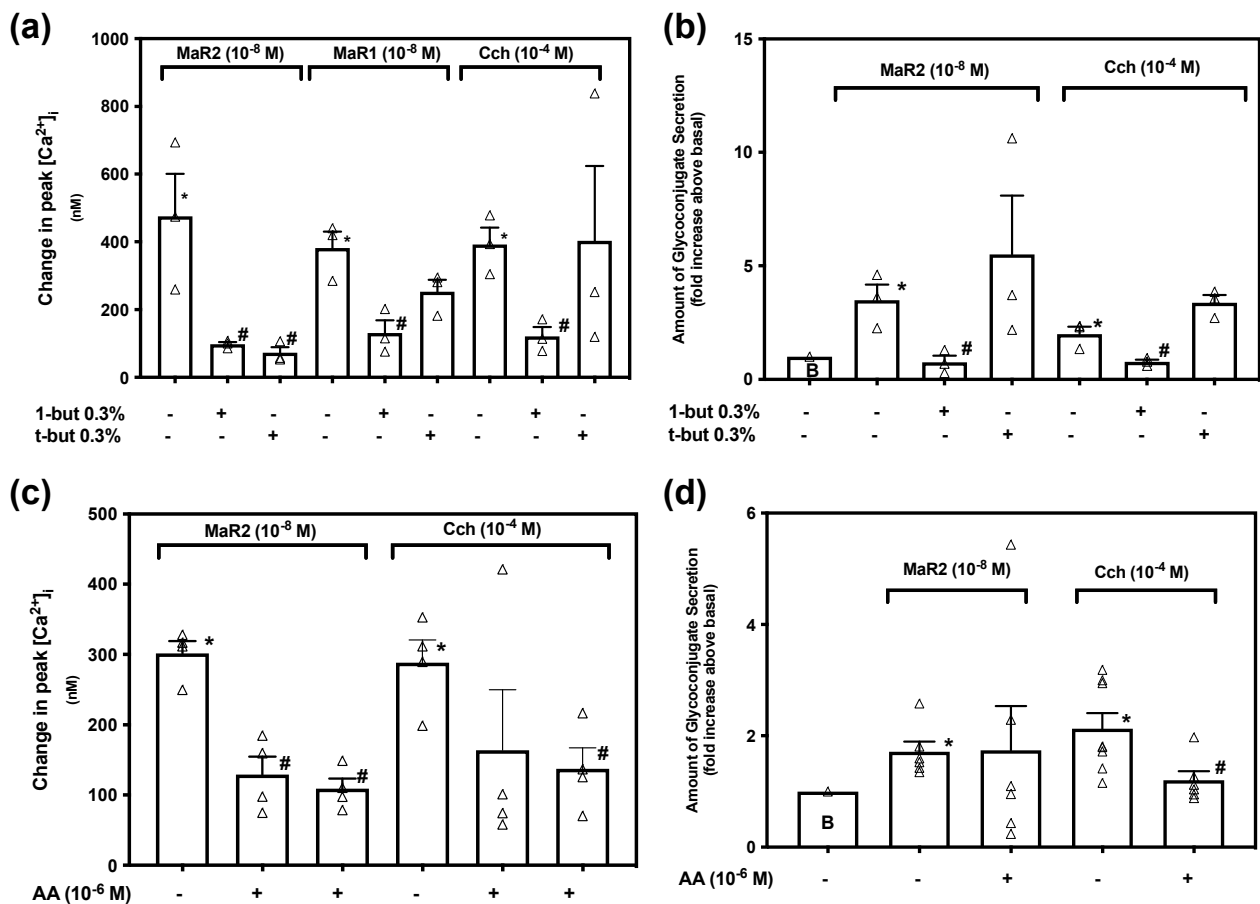 (a)
1000
800
600
400
200
0
Change in peak [Ca²⁺]ᵢ
(nM)
MaR2 (10⁻⁸ M)
MaR1 (10⁻⁸ M)
Cch (10⁻⁴ M)
*
#
#
*
#
*
#
1-but 0.3% - + - - + - - + -
t-but 0.3% - - + - - + - - +
(b)
15
10
5
0
Amount of Glycoconjugate Secretion
(fold increase above basal)
MaR2 (10⁻⁸ M)
Cch (10⁻⁴ M)
B
*
#
*
#
1-but 0.3% - - + - - + -
t-but 0.3% - - - + - - +
(c)
500
400
300
200
100
0
Change in peak [Ca²⁺]ᵢ
(nM)
MaR2 (10⁻⁸ M)
Cch (10⁻⁴ M)
*
#
#
*
#
AA (10⁻⁶ M) - + + - + +
(d)
6
4
2
0
Amount of Glycoconjugate Secretion
(fold increase above basal)
MaR2 (10⁻⁸ M)
Cch (10⁻⁴ M)
B
*
*
#
AA (10⁻⁶ M) - - + - +